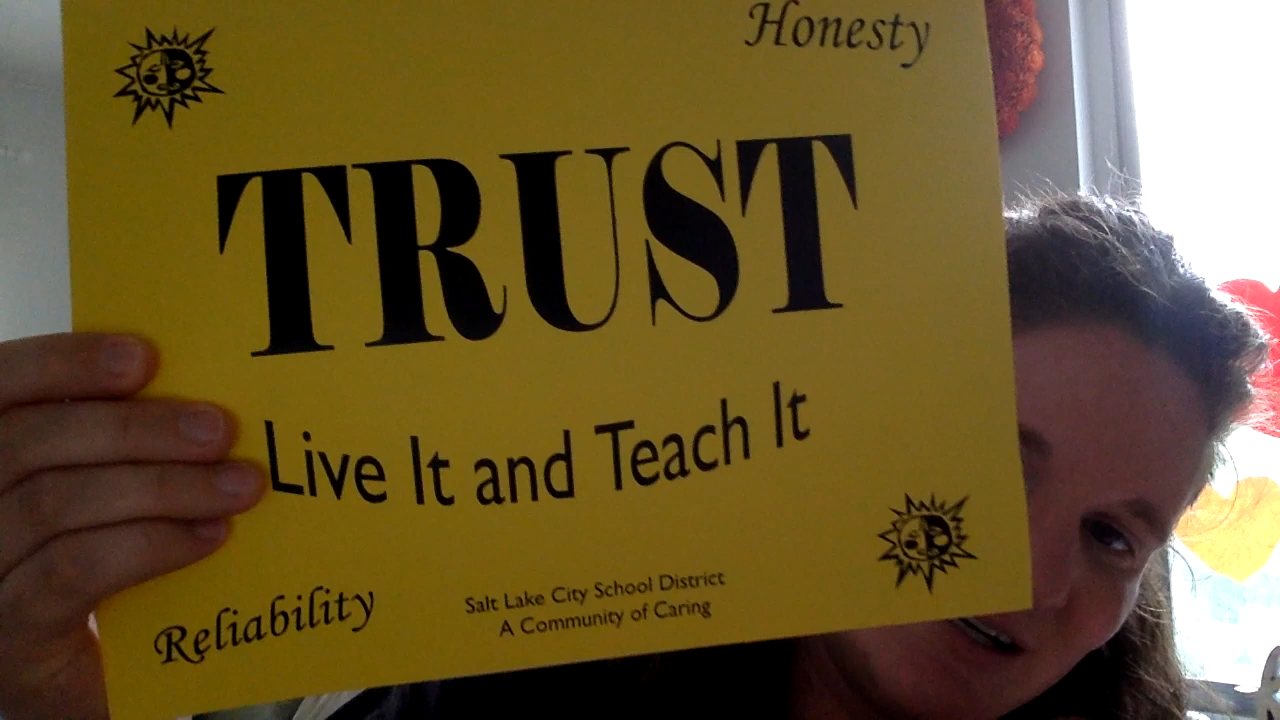 Honesty
TRUST
Live It and Teach It
Reliability
Salt Lake City School District
A Community of Caring